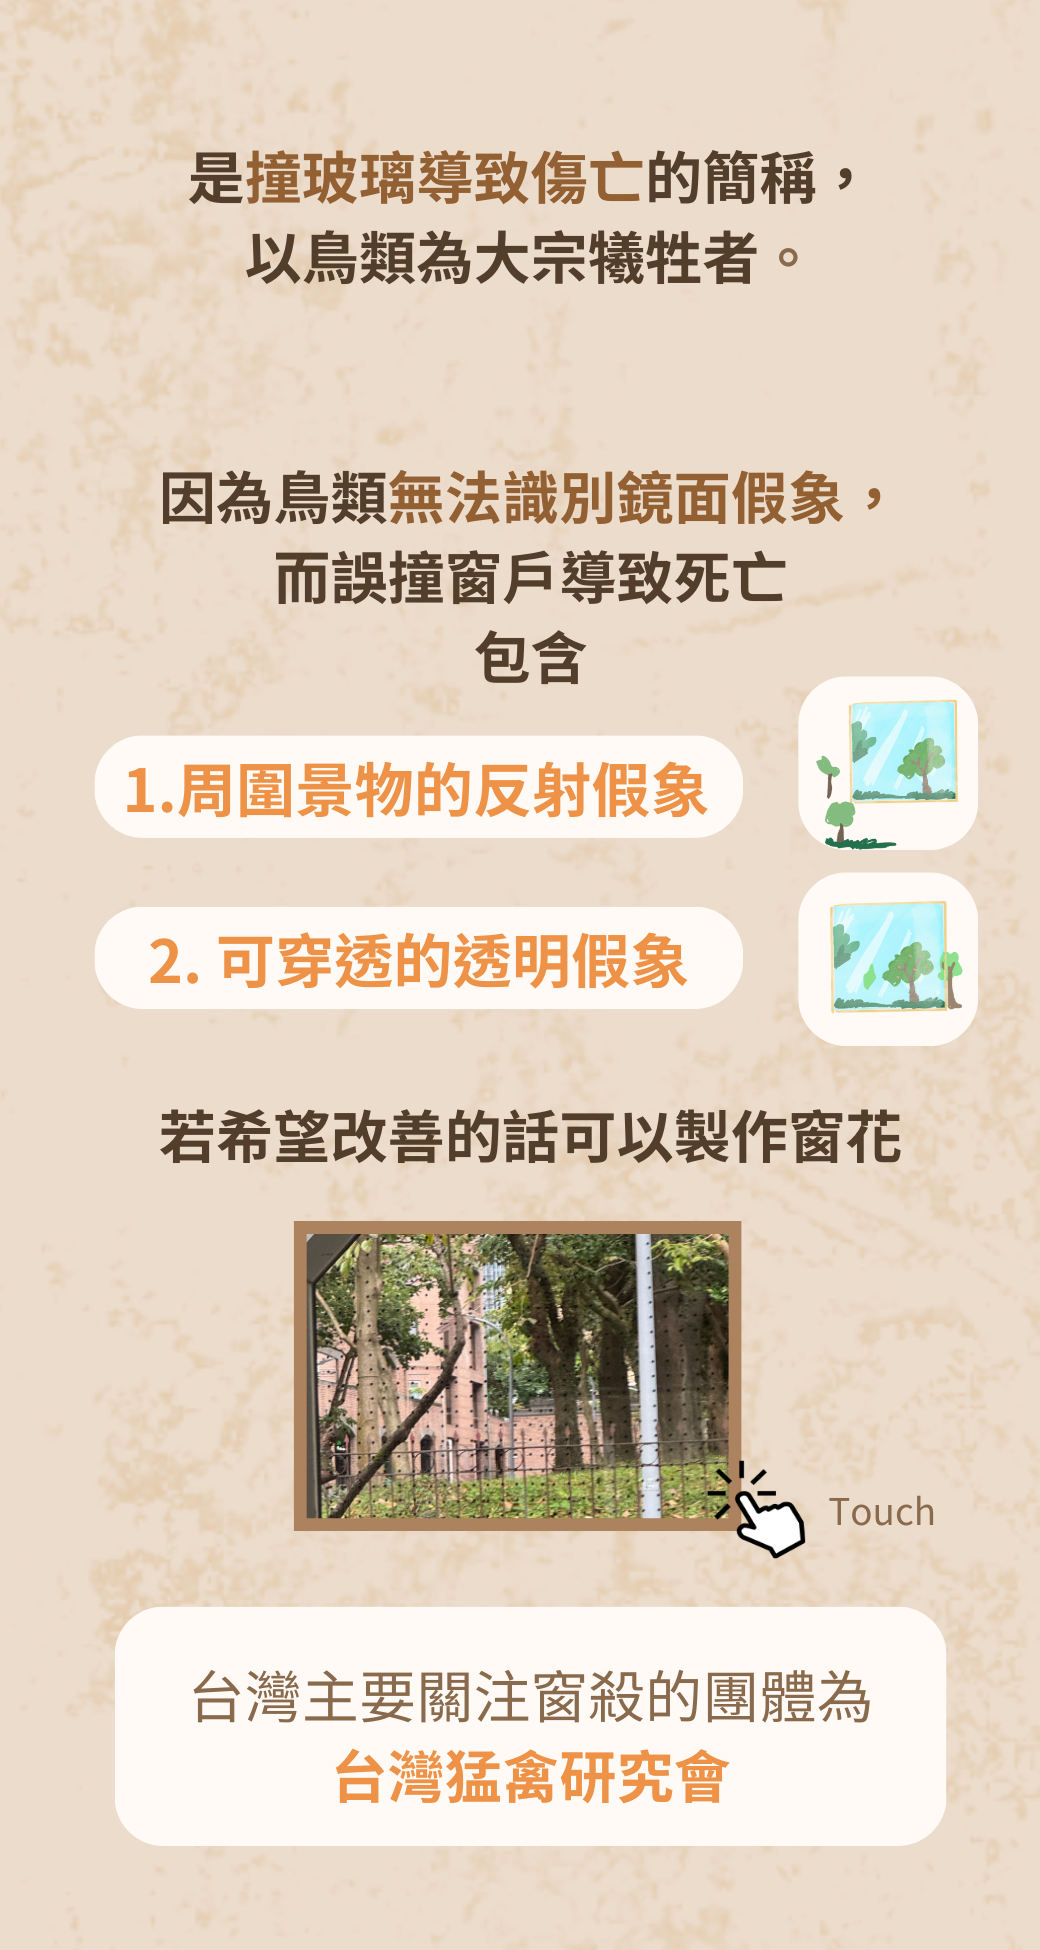 是撞玻璃導致傷亡的簡稱，
以鳥類為大宗犧牲者。
因為鳥類無法識別鏡面假象，
而誤撞窗戶導致死亡
包含
1.周圍景物的反射假象
2. 可穿透的透明假象
若希望改善的話可以製作窗花
Touch
台灣主要關注窗殺的團體為
台灣猛禽研究會